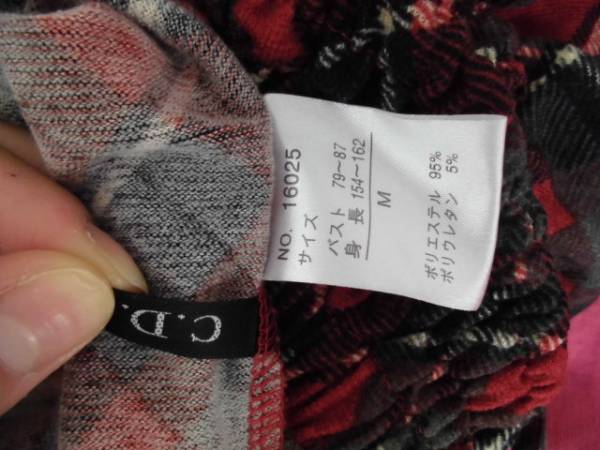 NO. 16025
サイズ
バスト 79~87
身長 154~162
M
ポリエステル 95%
ポリウレタン 5%
C.D.